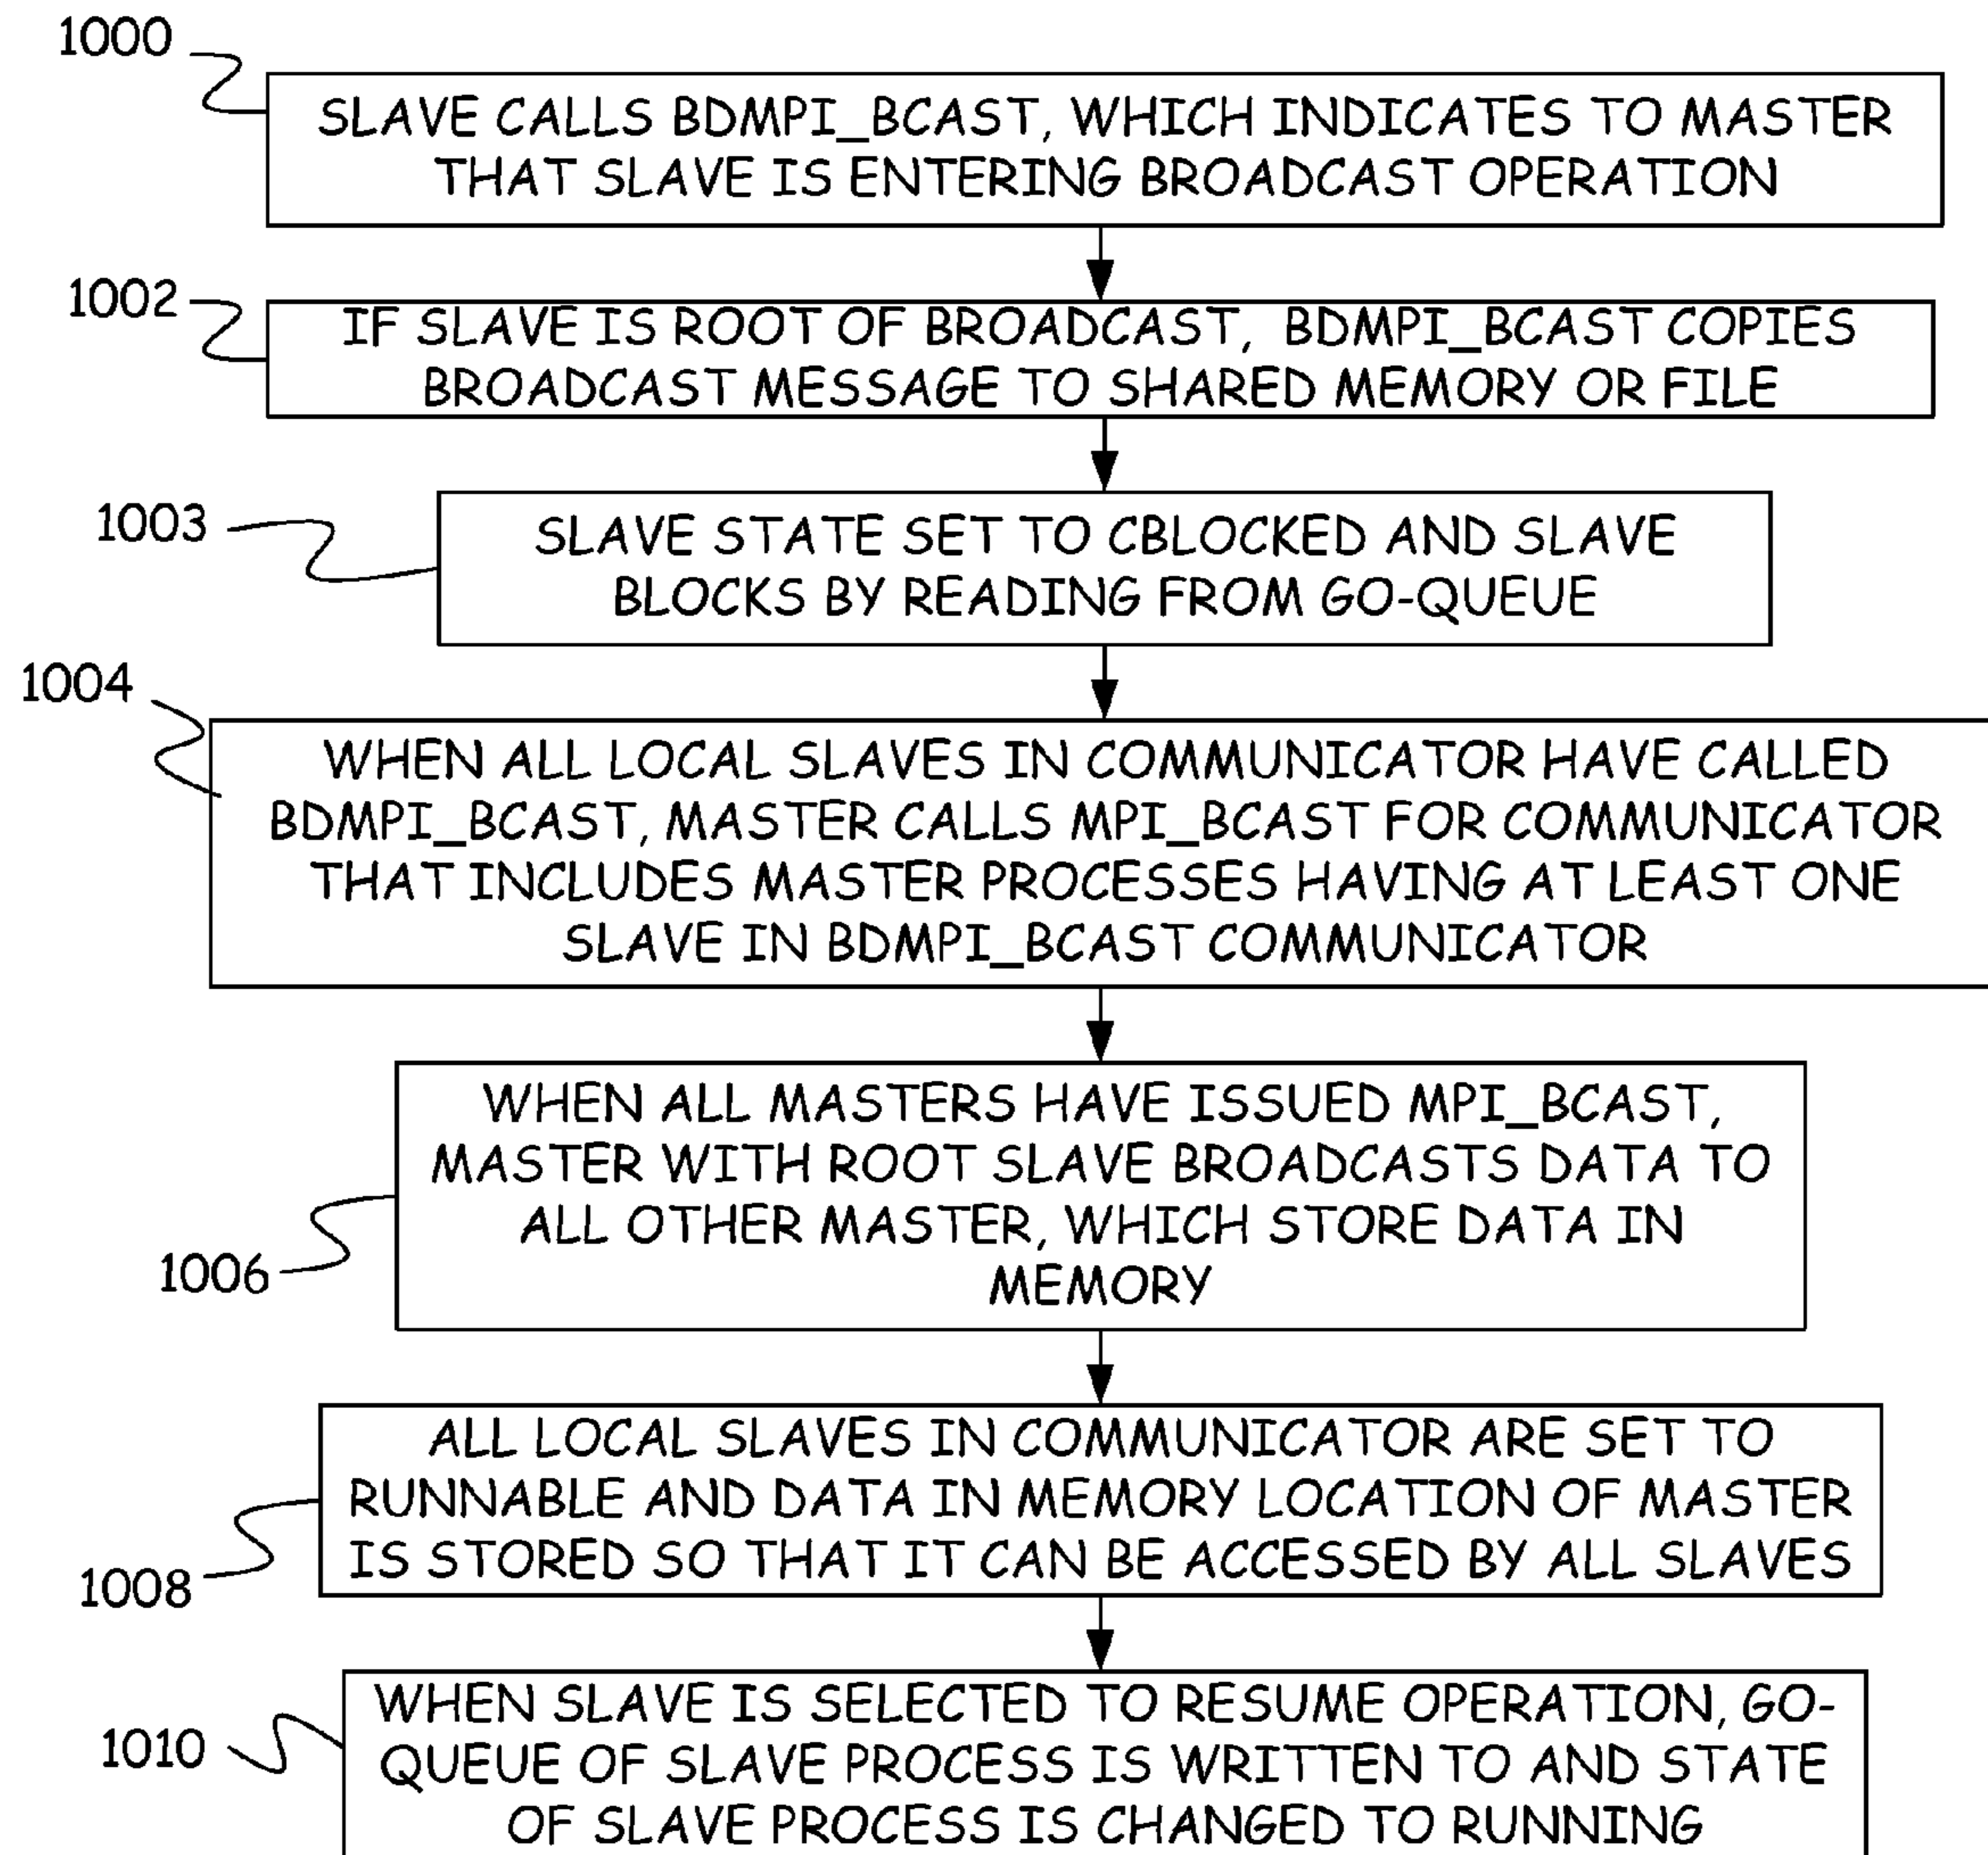 1000
SLAVE CALLS BDMPI_BCAST, WHICH INDICATES TO MASTER
THAT SLAVE IS ENTERING BROADCAST OPERATION
1002
IF SLAVE IS ROOT OF BROADCAST, BDMPI_BCAST COPIES
BROADCAST MESSAGE TO SHARED MEMORY OR FILE
1003
SLAVE STATE SET TO CBLOCKED AND SLAVE
BLOCKS BY READING FROM GO-QUEUE
1004
WHEN ALL LOCAL SLAVES IN COMMUNICATOR HAVE CALLED
BDMPI_BCAST, MASTER CALLS MPI_BCAST FOR COMMUNICATOR
THAT INCLUDES MASTER PROCESSES HAVING AT LEAST ONE
SLAVE IN BDMPI_BCAST COMMUNICATOR
WHEN ALL MASTERS HAVE ISSUED MPI_BCAST,
MASTER WITH ROOT SLAVE BROADCASTS DATA TO
ALL OTHER MASTER, WHICH STORE DATA IN
MEMORY
1006
ALL LOCAL SLAVES IN COMMUNICATOR ARE SET TO
RUNNABLE AND DATA IN MEMORY LOCATION OF MASTER
IS STORED SO THAT IT CAN BE ACCESSED BY ALL SLAVES
1008
WHEN SLAVE IS SELECTED TO RESUME OPERATION, GO-
QUEUE OF SLAVE PROCESS IS WRITTEN TO AND STATE
OF SLAVE PROCESS IS CHANGED TO RUNNING
1010